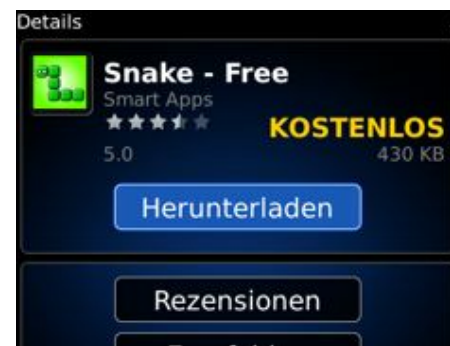 Details
Snake - Free
Smart Apps
KOSTENLOS
5.0
430 KB
Herunterladen
Rezensionen